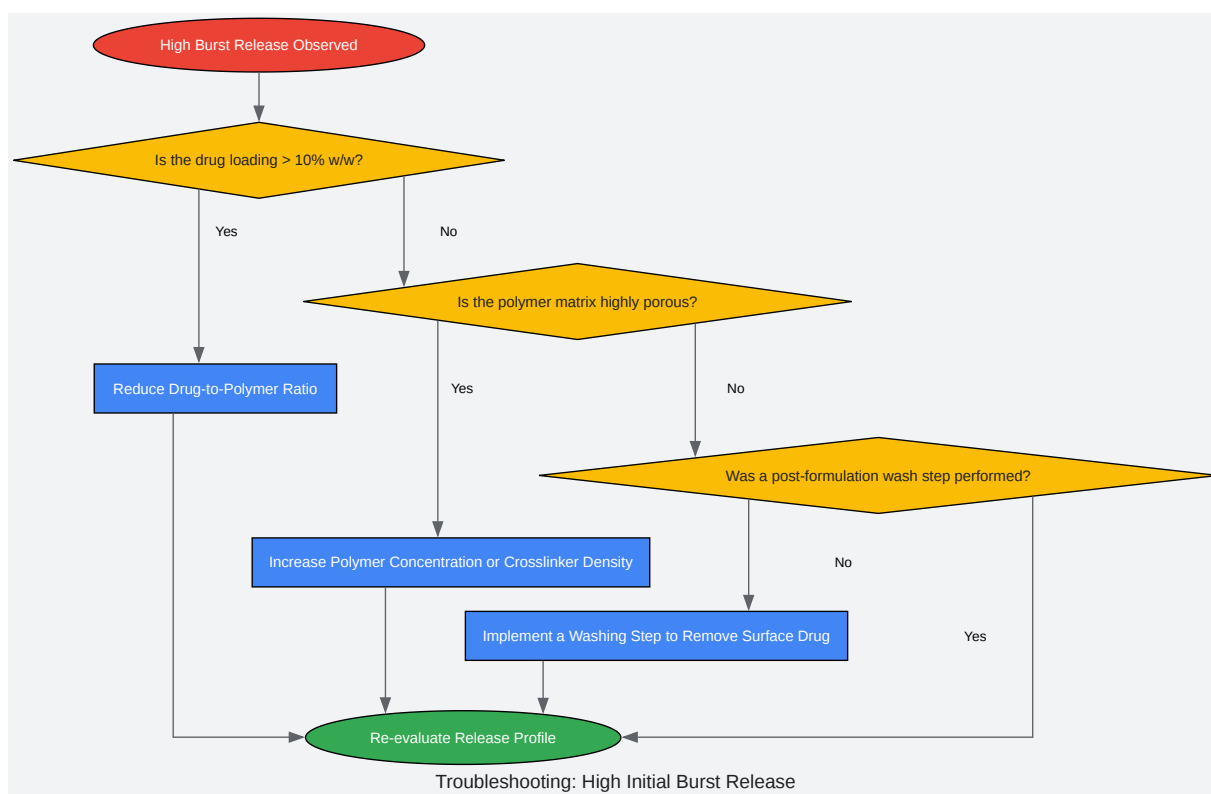 High Burst Release Observed
Is the drug loading > 10% w/w?
Yes
No
Is the polymer matrix highly porous?
Reduce Drug-to-Polymer Ratio
Yes
No
Was a post-formulation wash step performed?
Increase Polymer Concentration or Crosslinker Density
No
Implement a Washing Step to Remove Surface Drug
Yes
Re-evaluate Release Profile
Troubleshooting: High Initial Burst Release